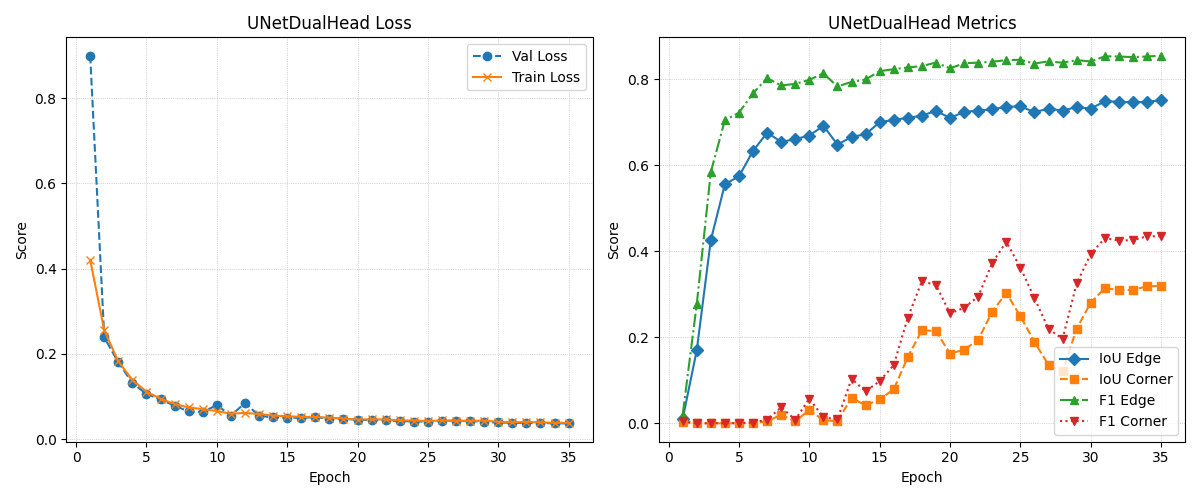 UNetDualHead Loss
Score
0.8
0.6
0.4
0.2
0.0
Val Loss
Train Loss
0 5 10 15 20 25 30 35
Epoch
UNetDualHead Metrics
Score
0.8
0.6
0.4
0.2
0.0
IoU Edge
IoU Corner
F1 Edge
F1 Corner
0 5 10 15 20 25 30 35
Epoch